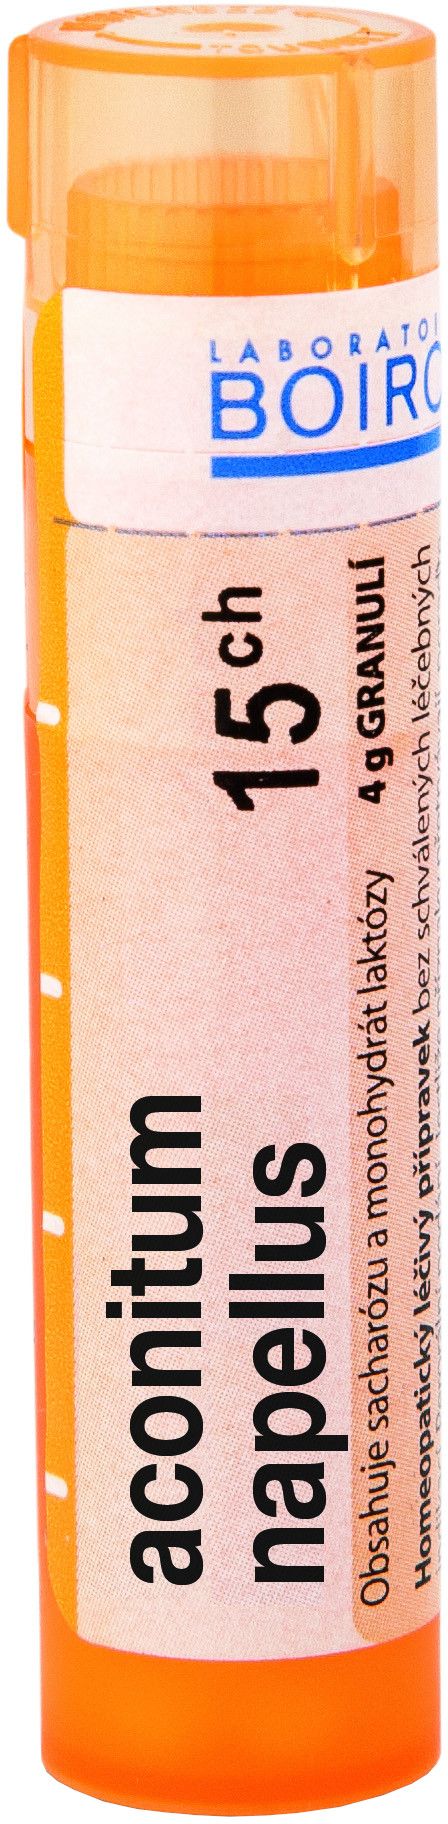 LABORATOI
BOIRO
aconitum
napellus
15 ch
4 g GRANULÍ
Obsahuje sacharózu a monohydrát laktózy
Homeopatický léčivý přípravek bez schválených léčebných